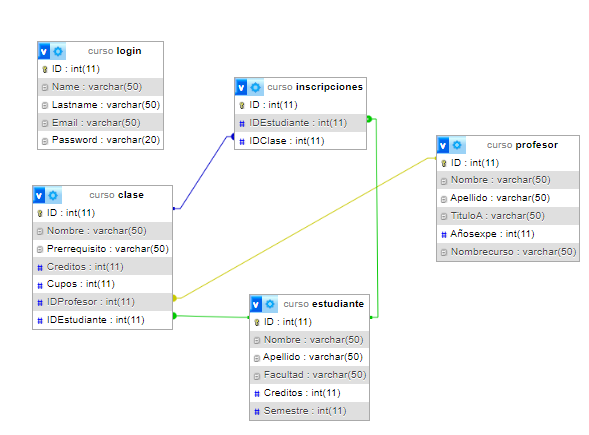 curso login
ID : int(11)
Name : varchar(50)
Lastname : varchar(50)
Email : varchar(50)
Password : varchar(20)
curso inscripciones
ID : int(11)
IDEstudiante : int(11)
IDClase : int(11)
curso profesor
ID : int(11)
Nombre : varchar(50)
Apellido : varchar(50)
TituloA : varchar(50)
Añosexpe : int(11)
Nombrecurso : varchar(50)
curso clase
ID : int(11)
Nombre : varchar(50)
Prerrequisito : varchar(50)
Creditos : int(11)
Cupos : int(11)
IDProfesor : int(11)
IDEstudiante : int(11)
curso estudiante
ID : int(11)
Nombre : varchar(50)
Apellido : varchar(50)
Facultad : varchar(50)
Creditos : int(11)
Semestre : int(11)